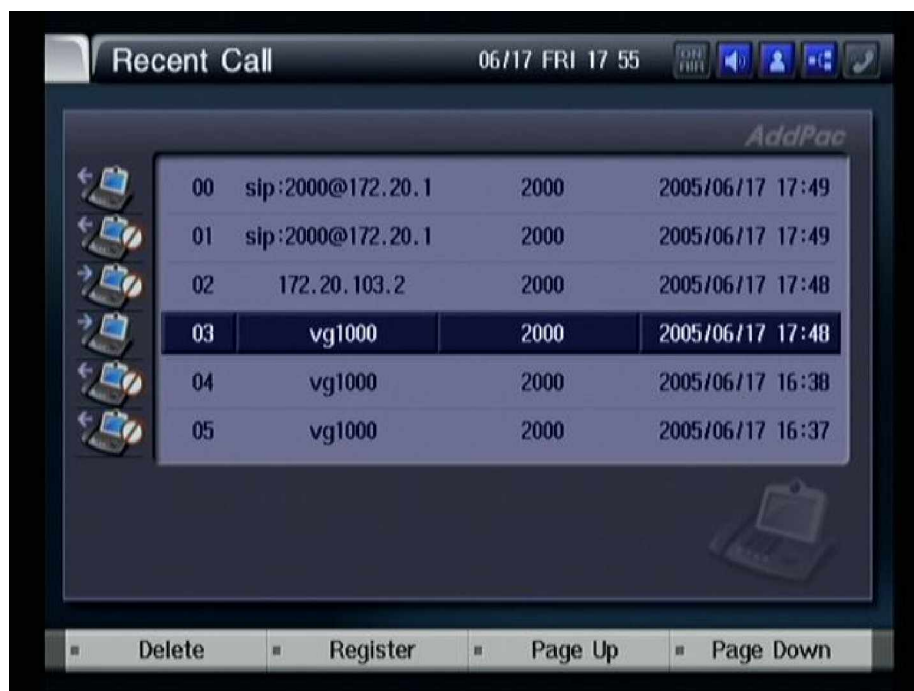 Recent Call 06/17 FRI 17 55 ON AIR
AddPac
00 sip:2000@172.20.1 2000 2005/06/17 17:49
01 sip:2000@172.20.1 2000 2005/06/17 17:49
02 172.20.103.2 2000 2005/06/17 17:48
03 vg1000 2000 2005/06/17 17:48
04 vg1000 2000 2005/06/17 16:38
05 vg1000 2000 2005/06/17 16:37
Delete Register Page Up Page Down